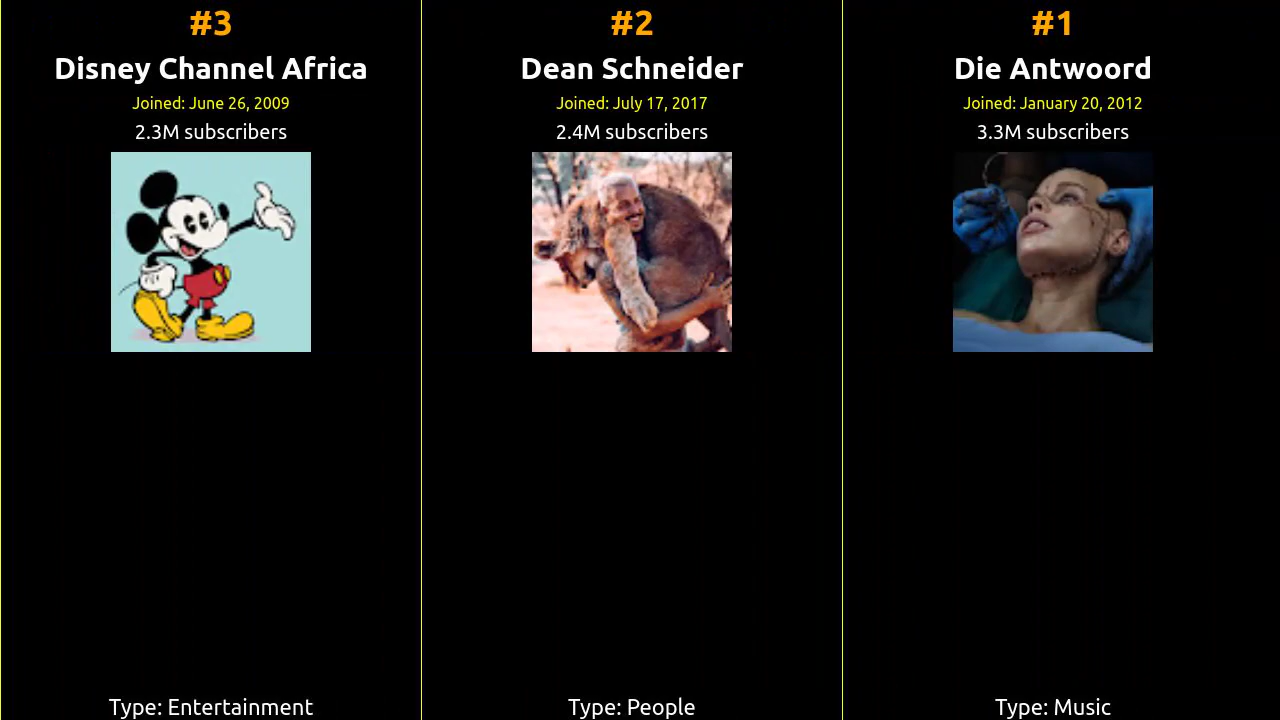 #3
Disney Channel Africa
Joined: June 26, 2009
2.3M subscribers
Type: Entertainment
#2
Dean Schneider
Joined: July 17, 2017
2.4M subscribers
Type: People
#1
Die Antwoord
Joined: January 20, 2012
3.3M subscribers
Type: Music